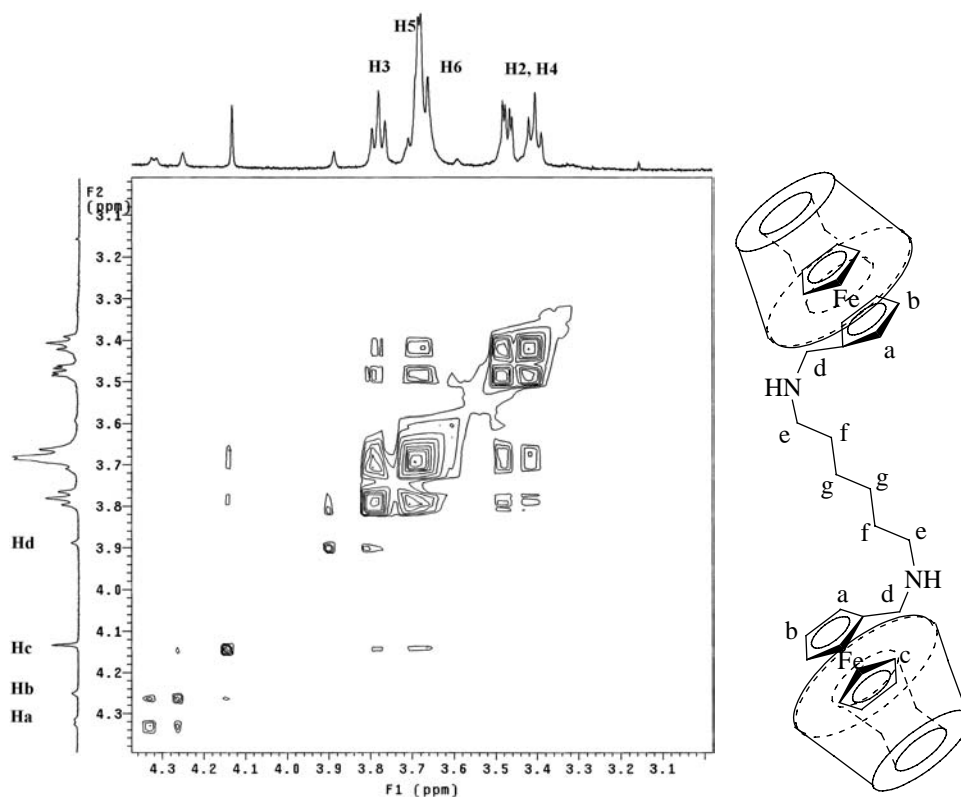 H5
H3
H6
H2, H4
F2
(ppm)
3.1
3.2
3.3
3.4
3.5
3.6
3.7
3.8
3.9
4.0
4.1
4.2
4.3
Hd
Hc
Hb
Ha
4.3 4.2 4.1 4.0 3.9 3.8 3.7 3.6 3.5 3.4 3.3 3.2 3.1
F1 (ppm)
Fe
b
a
d
HN
e
f
g
g
f
e
NH
a
d
b
Fe
c